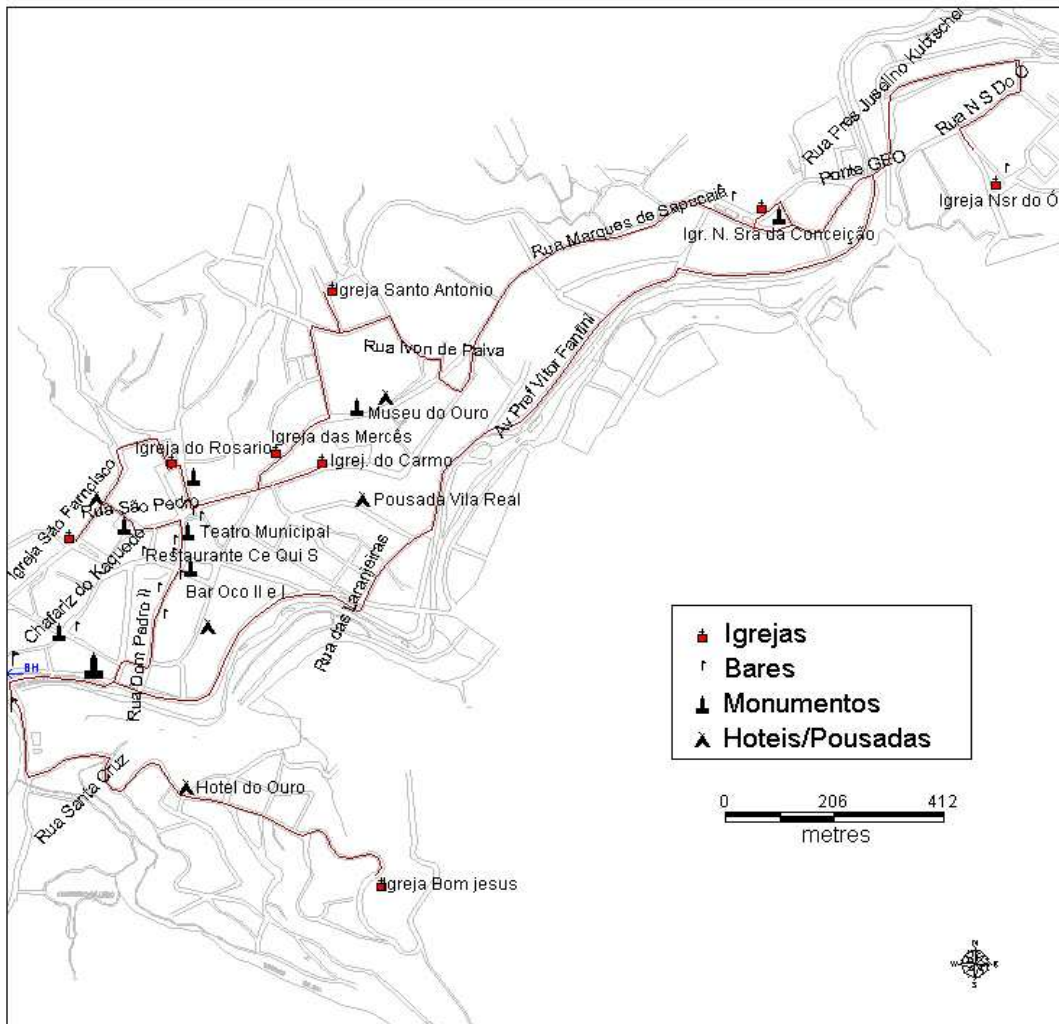 Rua Pres Juselino Kubtscher
Rua N S Do O
Ponte GEO
Igreja Nsr do Ó
Rua Marques de Sapucaia
Igr. N. Sra da Conceição
Igreja Santo Antonio
Rua Ivon de Paiva
Av Pref Vitor Fantini
Museu do Ouro
Igreja das Mercês
Igreja do Rosario
Igrej. do Carmo
Igreja São Farncisco
Rua São Pedro
Pousada Vila Real
Teatro Municipal
Restaurante Ce Qui S
Chafariz do Kaquede
Bar Oco II e I
Rua das Laranjeiras
Rua Dom Pedro II
BH
Igrejas
Bares
Monumentos
Hoteis/Pousadas
Rua Santa Cruz
Hotel do Ouro
0 206 412
metres
Igreja Bom jesus
N
W E
S